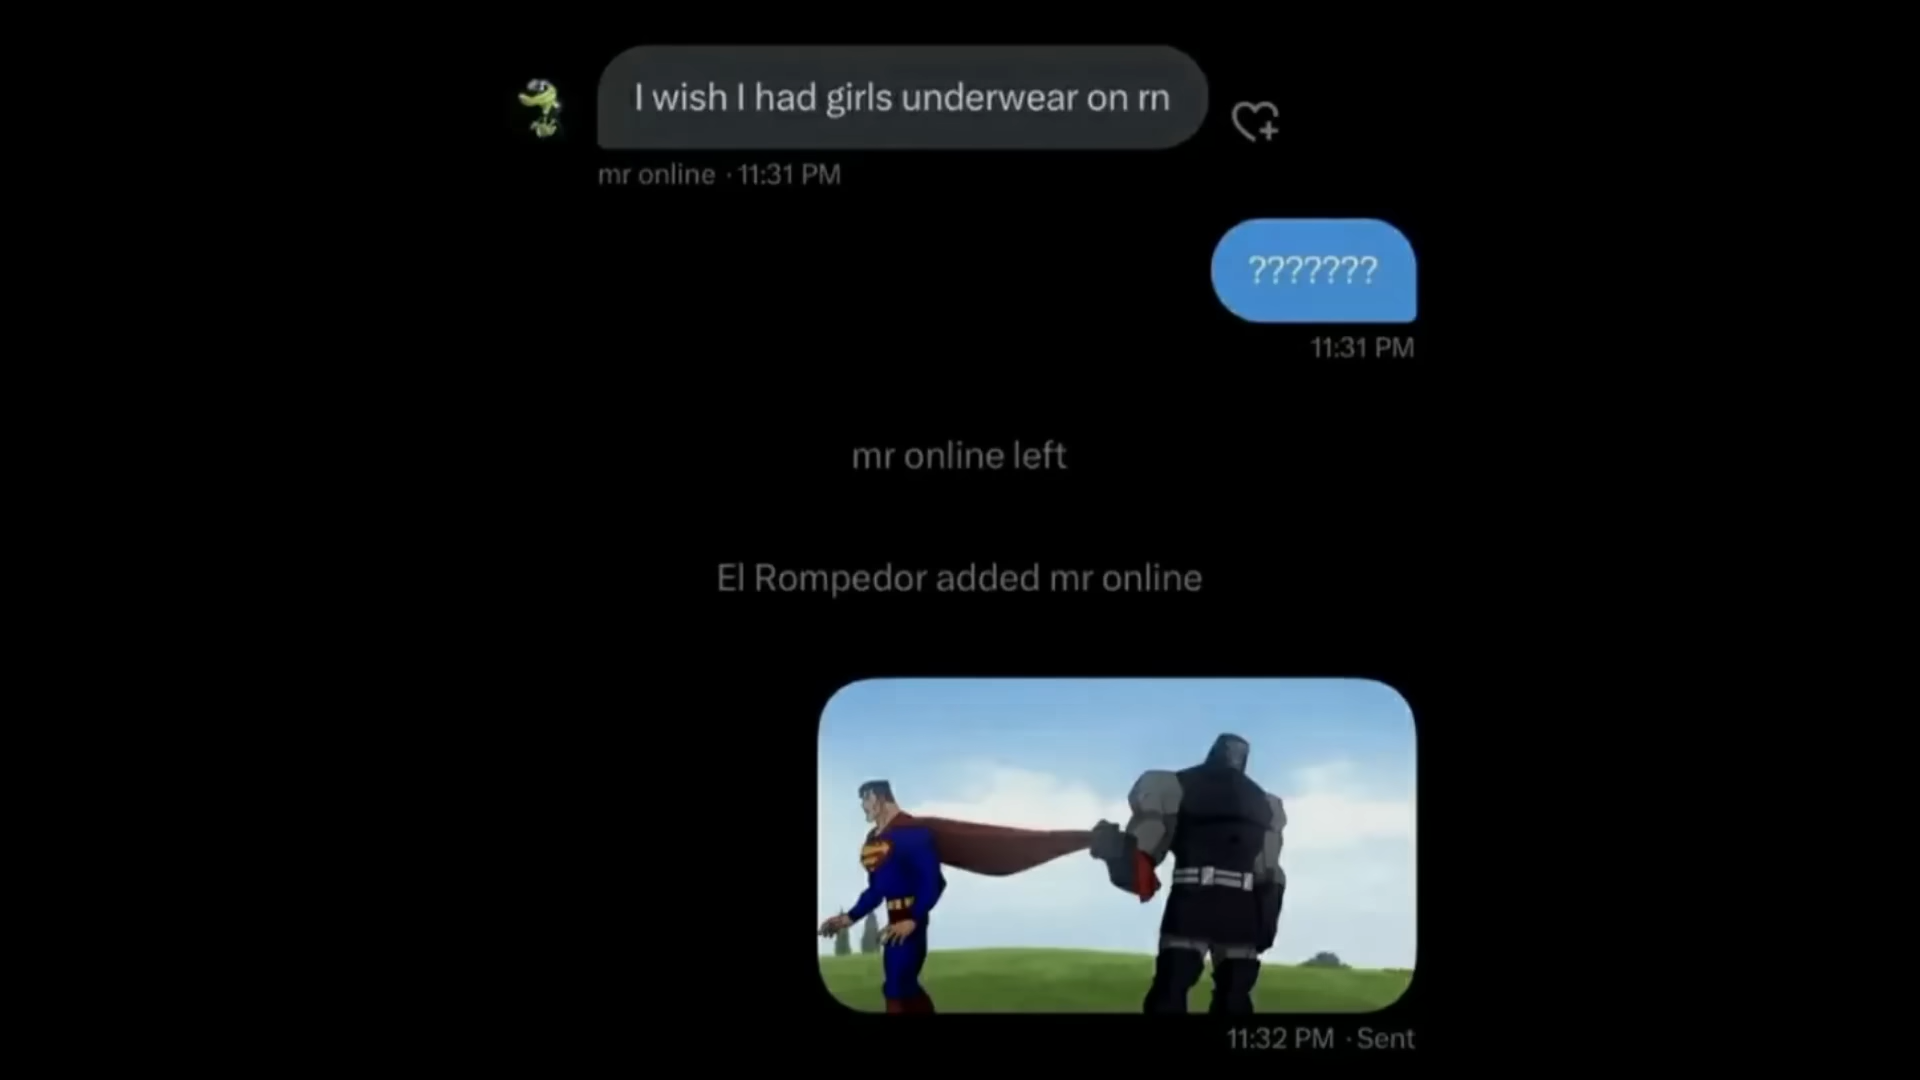 I wish I had girls underwear on rn
mr online · 11:31 PM
???????
11:31 PM
mr online left
El Rompedor added mr online
11:32 PM · Sent